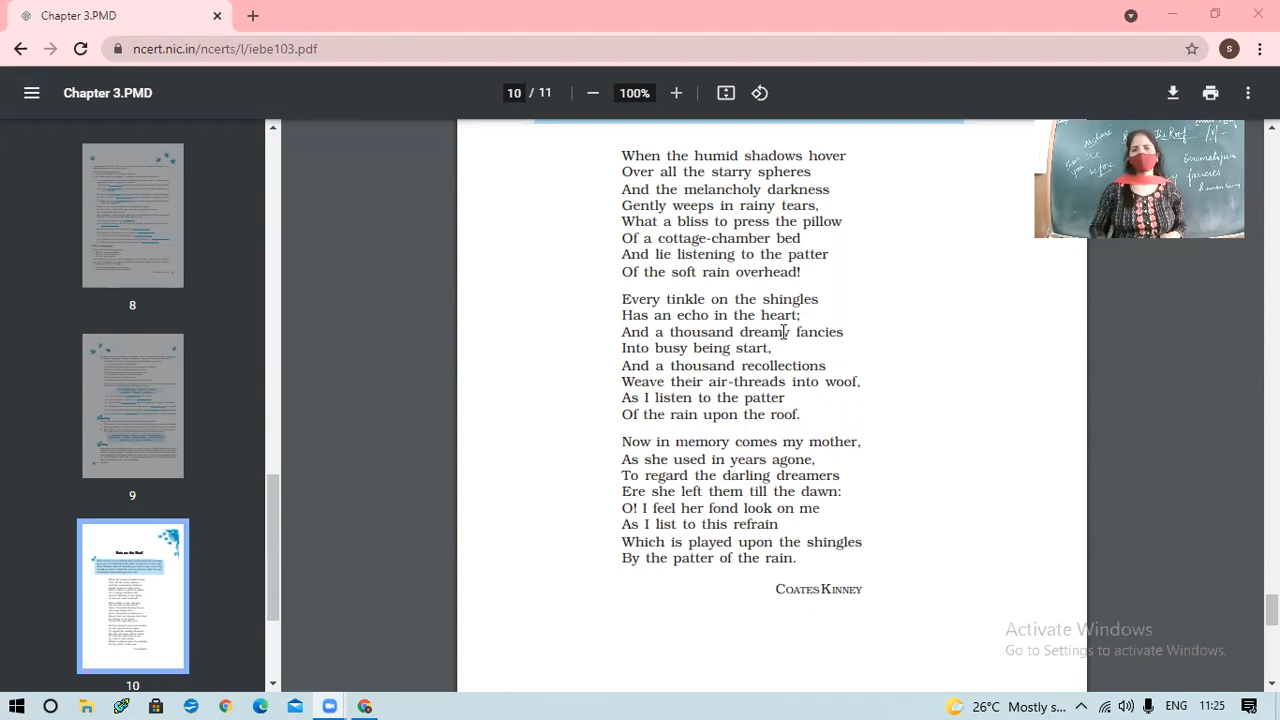 Chapter 3.PMD
ncert.nic.in/ncerts/l/iebe103.pdf
S
Chapter 3.PMD
10 / 11
100%
When the humid shadows hover
Over all the starry spheres
And the melancholy darkness
Gently weeps in rainy tears,
What a bliss to press the pillow
Of a cottage-chamber bed
And lie listening to the patter
Of the soft rain overhead!
Every tinkle on the shingles
Has an echo in the heart;
And a thousand dreamy fancies
Into busy being start,
And a thousand recollections
Weave their air-threads into woof,
As I listen to the patter
Of the rain upon the roof.
Now in memory comes my mother,
As she used in years agone,
To regard the darling dreamers
Ere she left them till the dawn:
O! I feel her fond look on me
As I list to this refrain
Which is played upon the shingles
By the patter of the rain.
COATES KINNEY
8
9
Rain on the Roof
10
the Roof
fancies
Activate Windows
Go to Settings to activate Windows.
26°C Mostly s...
ENG
11:25